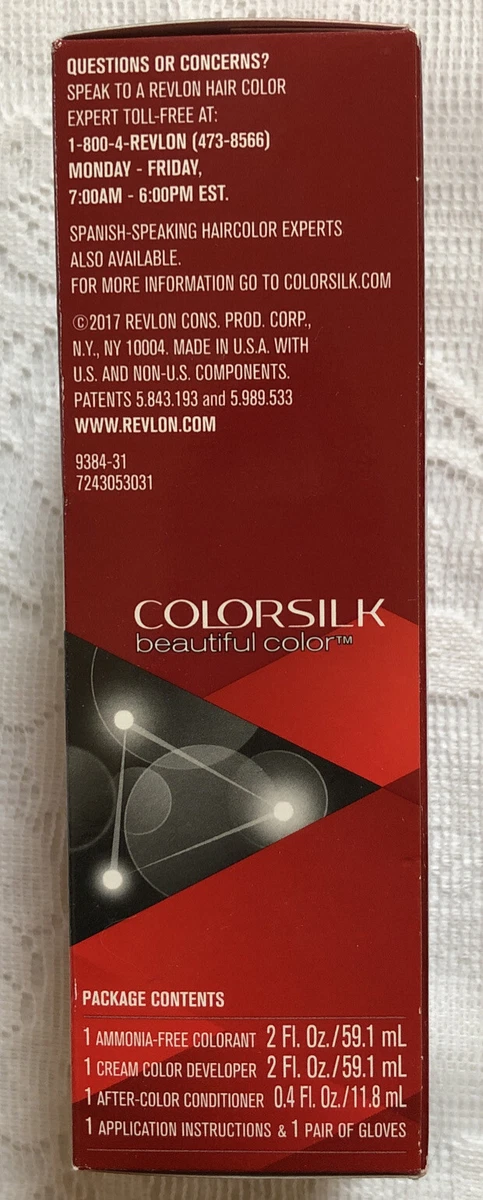 QUESTIONS OR CONCERNS?
SPEAK TO A REVLON HAIR COLOR
EXPERT TOLL-FREE AT:
1-800-4-REVLON (473-8566)
MONDAY - FRIDAY,
7:00AM - 6:00PM EST.
SPANISH-SPEAKING HAIRCOLOR EXPERTS
ALSO AVAILABLE.
FOR MORE INFORMATION GO TO COLORSILK.COM
©2017 REVLON CONS. PROD. CORP.,
N.Y., NY 10004. MADE IN U.S.A. WITH
U.S. AND NON-U.S. COMPONENTS.
PATENTS 5.843.193 and 5.989.533
WWW.REVLON.COM
9384-31
7243053031
COLORSILK
beautiful color™
PACKAGE CONTENTS
1 AMMONIA-FREE COLORANT 2 Fl. Oz./59.1 mL
1 CREAM COLOR DEVELOPER 2 Fl. Oz./59.1 mL
1 AFTER-COLOR CONDITIONER 0.4 Fl. Oz./11.8 mL
1 APPLICATION INSTRUCTIONS & 1 PAIR OF GLOVES